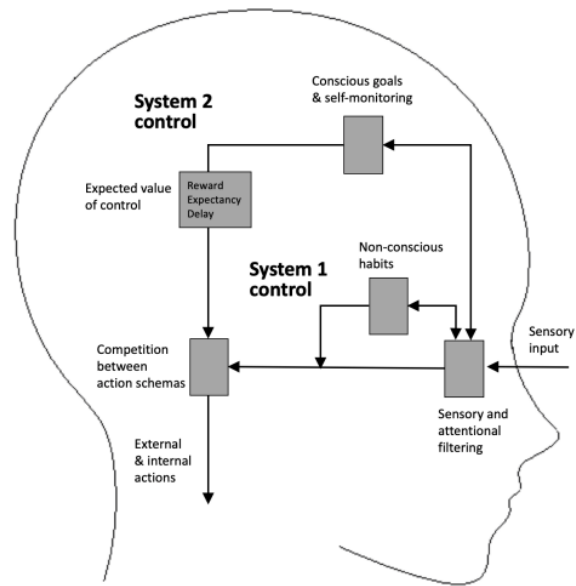 Conscious goals
& self-monitoring
System 2
control
Expected value
of control
Reward
Expectancy
Delay
Non-conscious
habits
System 1
control
Sensory
input
Competition
between
action schemas
Sensory and
attentional
filtering
External
& internal
actions